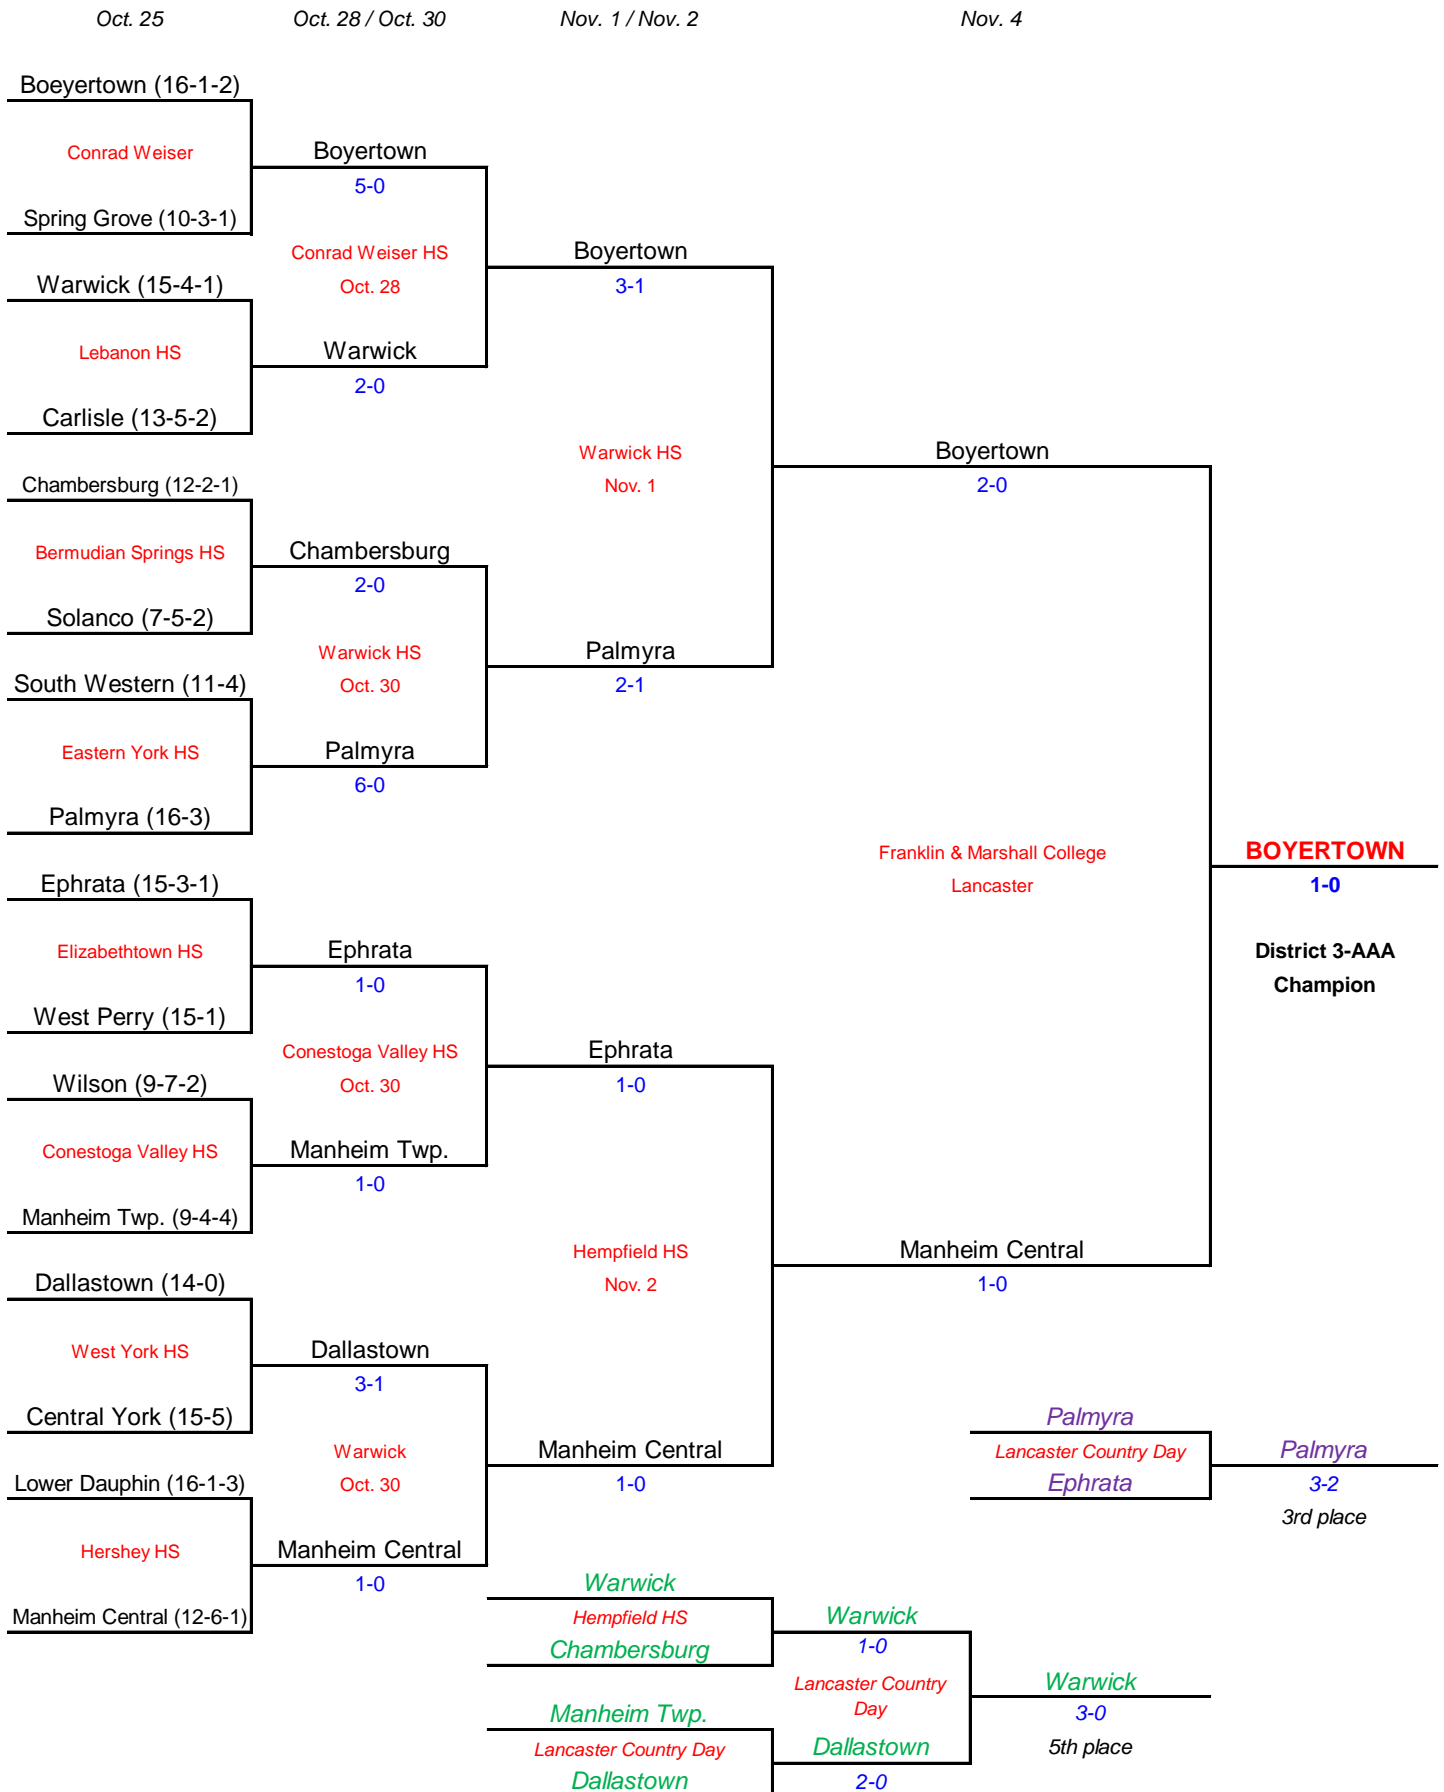 Oct. 25
Oct. 28 / Oct. 30
Nov. 1 / Nov. 2
Nov. 4
Boeyertown (16-1-2)
Conrad Weiser
Spring Grove (10-3-1)
Warwick (15-4-1)
Lebanon HS
Carlisle (13-5-2)
Chambersburg (12-2-1)
Bermudian Springs HS
Solanco (7-5-2)
South Western (11-4)
Eastern York HS
Palmyra (16-3)
Ephrata (15-3-1)
Elizabethtown HS
West Perry (15-1)
Wilson (9-7-2)
Conestoga Valley HS
Manheim Twp. (9-4-4)
Dallastown (14-0)
West York HS
Central York (15-5)
Lower Dauphin (16-1-3)
Hershey HS
Manheim Central (12-6-1)
Boyertown
5-0
Conrad Weiser HS
Oct. 28
Warwick
2-0
Chambersburg
2-0
Warwick HS
Oct. 30
Palmyra
6-0
Ephrata
1-0
Conestoga Valley HS
Oct. 30
Manheim Twp.
1-0
Dallastown
3-1
Warwick
Oct. 30
Manheim Central
1-0
Boyertown
3-1
Warwick HS
Nov. 1
Palmyra
2-1
Ephrata
1-0
Hempfield HS
Nov. 2
Manheim Central
1-0
Boyertown
2-0
Franklin & Marshall College
Lancaster
Manheim Central
1-0
BOYERTOWN
1-0
District 3-AAA
Champion
Palmyra
Lancaster Country Day
Ephrata
Palmyra
3-2
3rd place
Warwick
Hempfield HS
Chambersburg
Manheim Twp.
Lancaster Country Day
Dallastown
Warwick
1-0
Lancaster Country
Day
Dallastown
2-0
Warwick
3-0
5th place